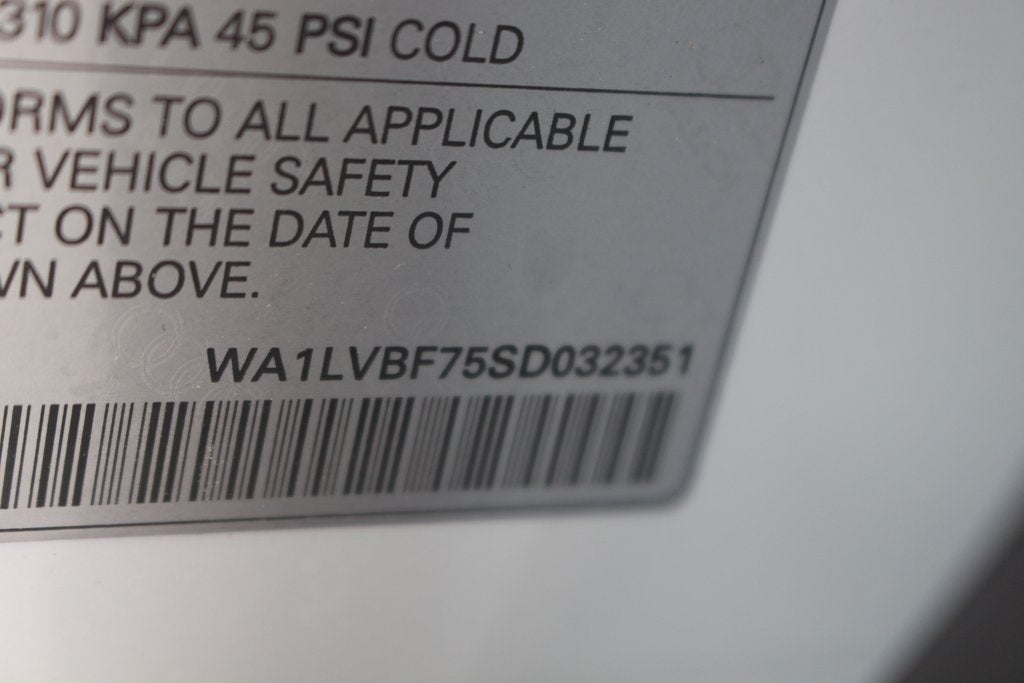 310 KPA 45 PSI COLD
ORMS TO ALL APPLICABLE
R VEHICLE SAFETY
CT ON THE DATE OF
WN ABOVE.
WA1LVBF75SD032351